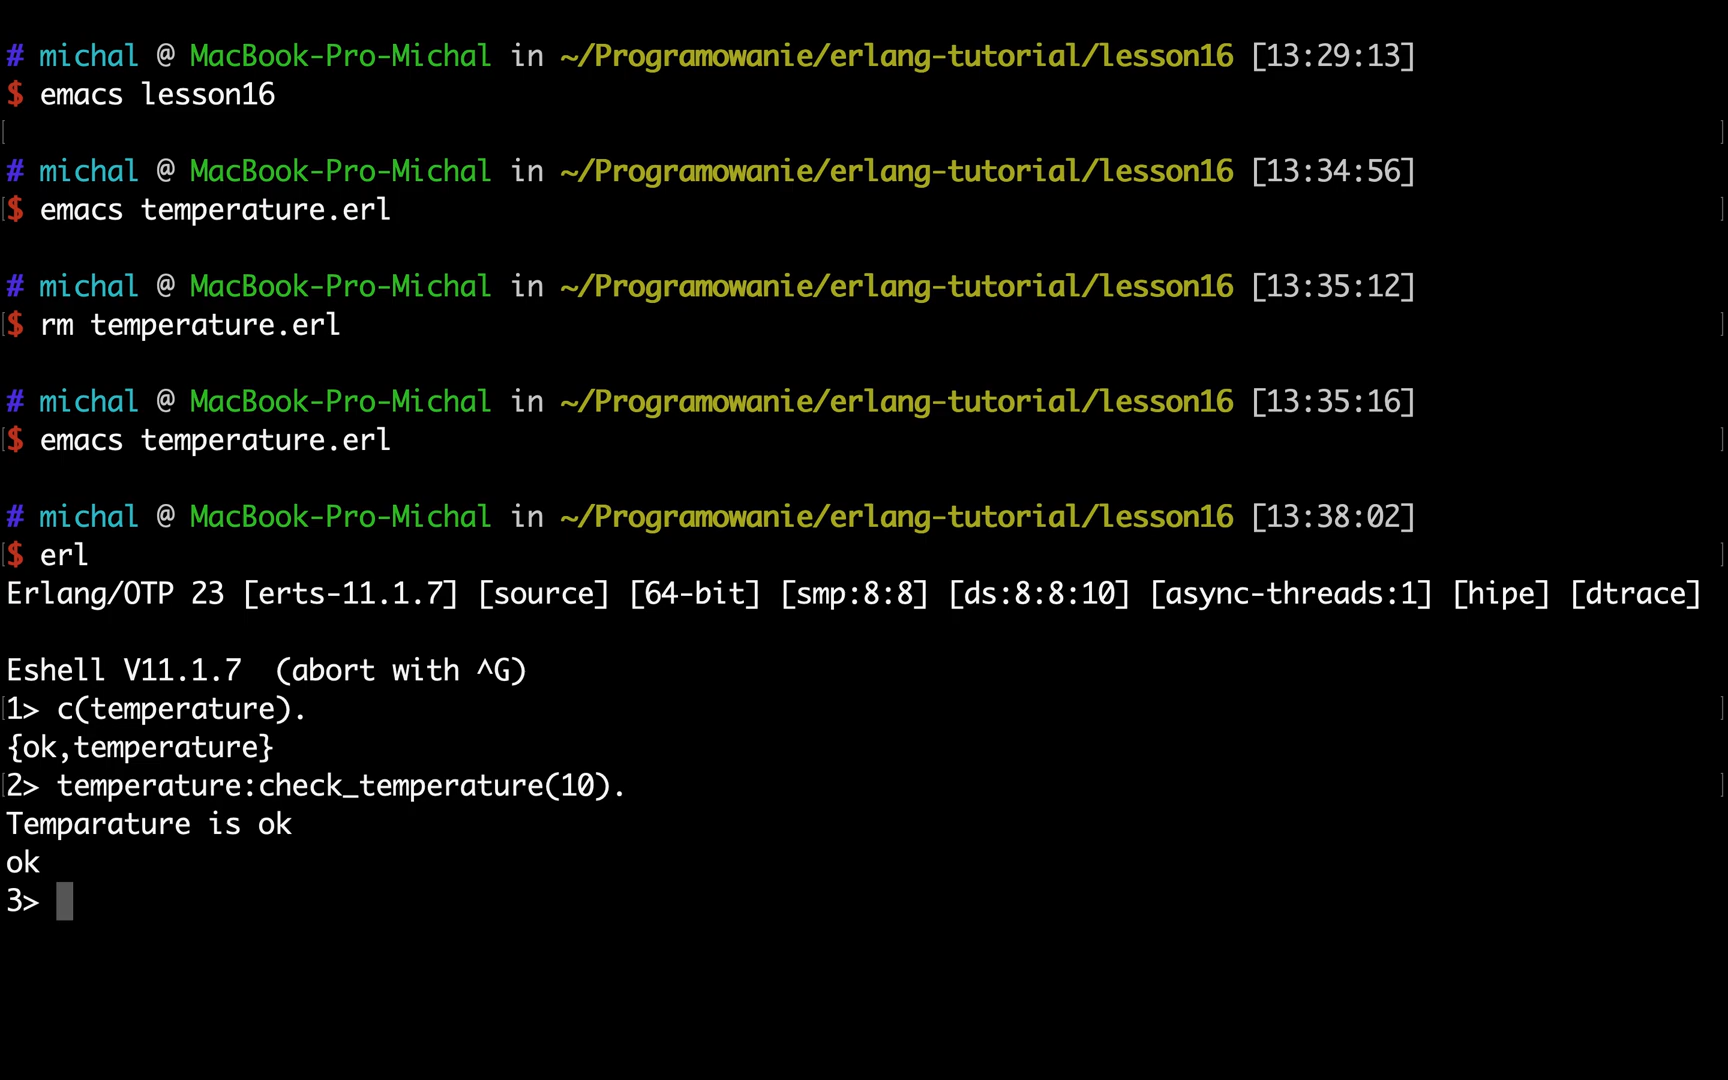 # michal @ MacBook-Pro-Michal in ~/Programowanie/erlang-tutorial/lesson16 [13:29:13]
$ emacs lesson16
[ ]
# michal @ MacBook-Pro-Michal in ~/Programowanie/erlang-tutorial/lesson16 [13:34:56]
[$ emacs temperature.erl ]
# michal @ MacBook-Pro-Michal in ~/Programowanie/erlang-tutorial/lesson16 [13:35:12]
[$ rm temperature.erl ]
# michal @ MacBook-Pro-Michal in ~/Programowanie/erlang-tutorial/lesson16 [13:35:16]
[$ emacs temperature.erl ]
# michal @ MacBook-Pro-Michal in ~/Programowanie/erlang-tutorial/lesson16 [13:38:02]
[$ erl ]
Erlang/OTP 23 [erts-11.1.7] [source] [64-bit] [smp:8:8] [ds:8:8:10] [async-threads:1] [hipe] [dtrace]
Eshell V11.1.7  (abort with ^G)
[1> c(temperature). ]
{ok,temperature}
[2> temperature:check_temperature(10). ]
Temparature is ok
ok
3>